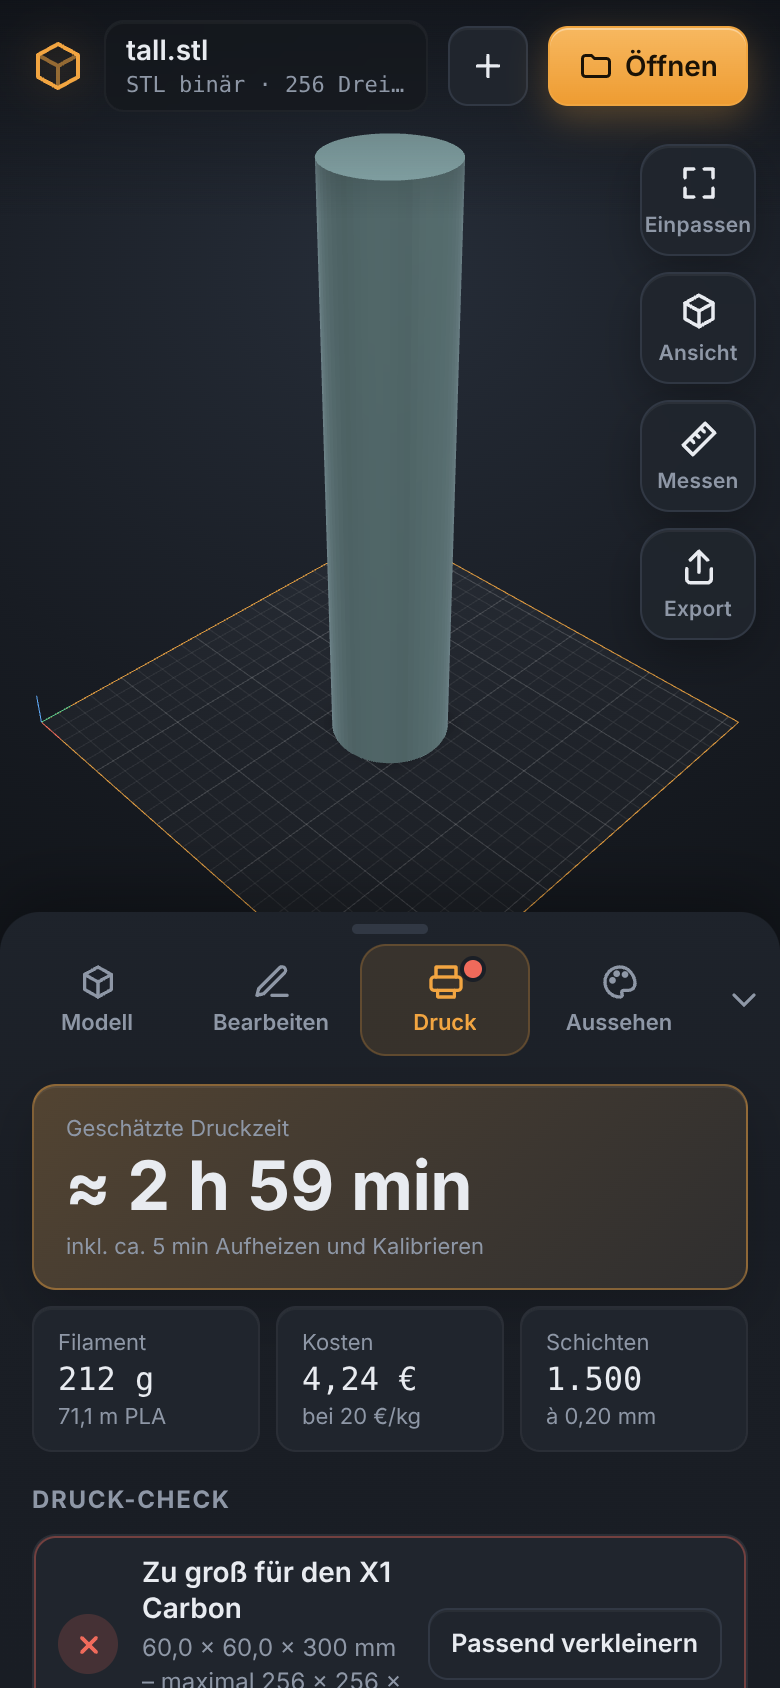 tall.stl
STL binär · 256 Drei…
Öffnen
Einpassen
Ansicht
Messen
Export
Modell
Bearbeiten
Druck
Aussehen
Geschätzte Druckzeit
≈ 2 h 59 min
inkl. ca. 5 min Aufheizen und Kalibrieren
Filament
212 g
71,1 m PLA
Kosten
4,24 €
bei 20 €/kg
Schichten
1.500
à 0,20 mm
DRUCK-CHECK
Zu groß für den X1
Carbon
60,0 × 60,0 × 300 mm
– maximal 256 × 256 ×
Passend verkleinern